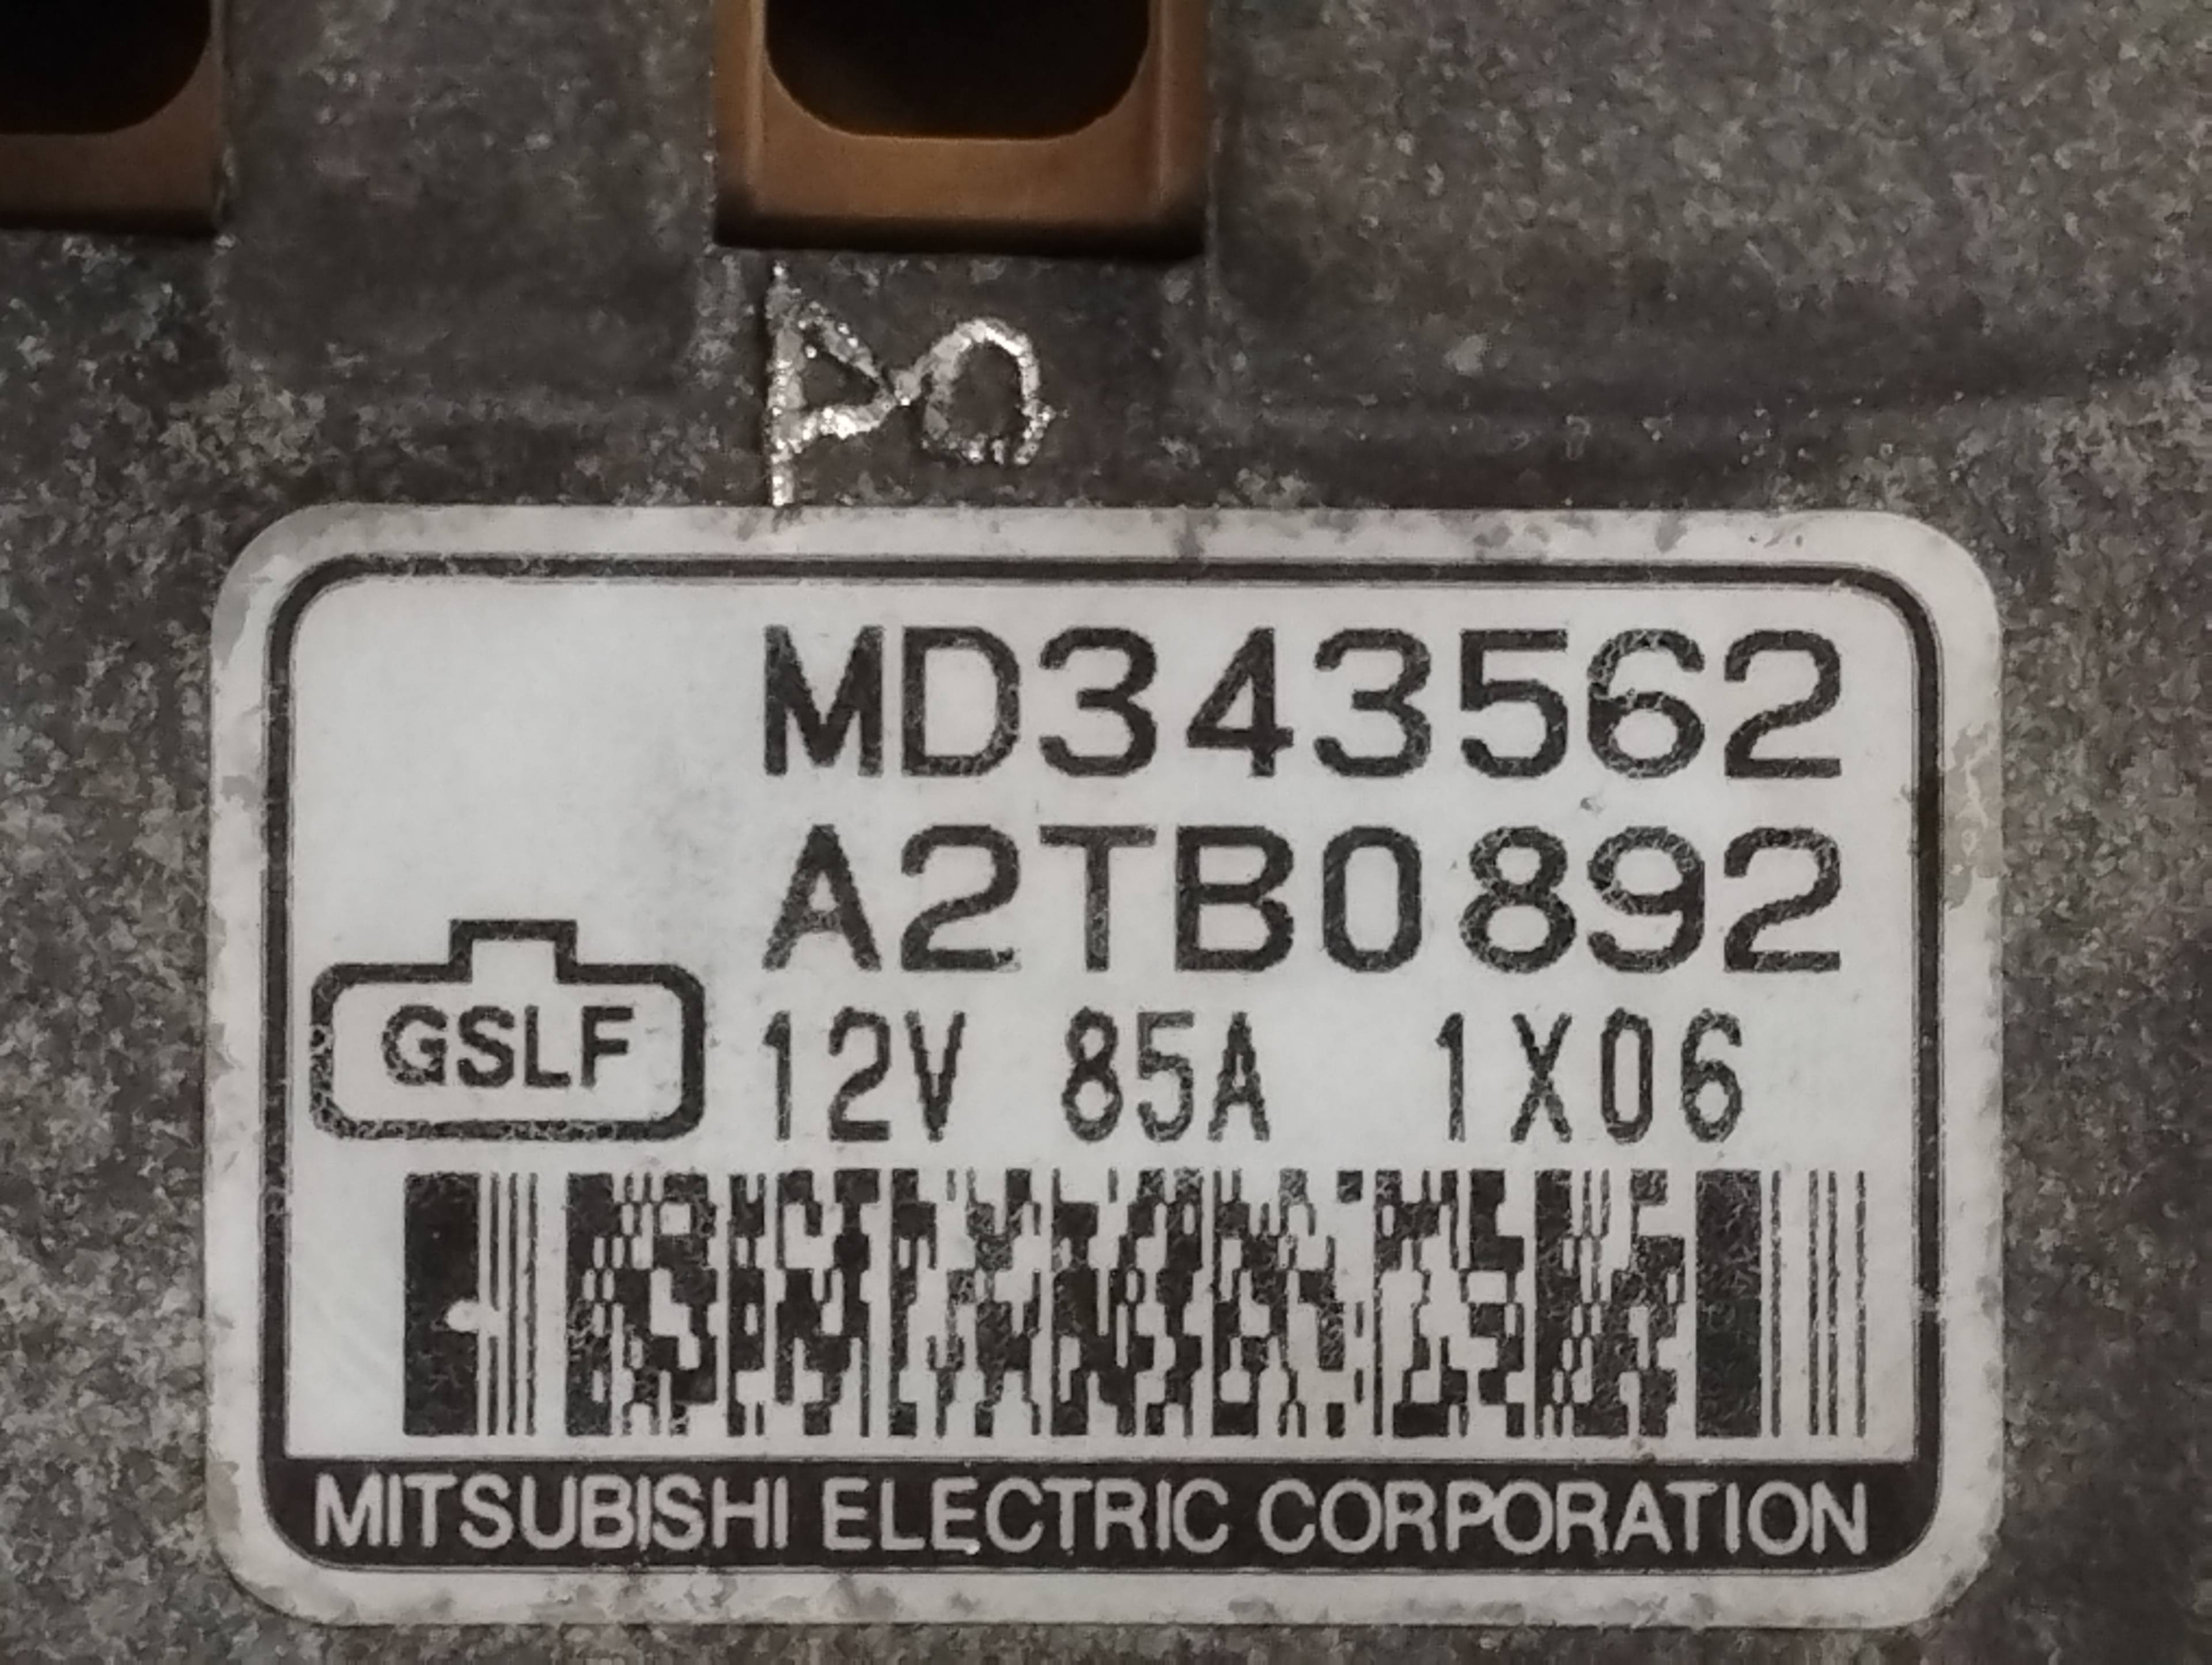 MD343562
A2TB0892
GSLF 12V 85A 1X06
MITSUBISHI ELECTRIC CORPORATION